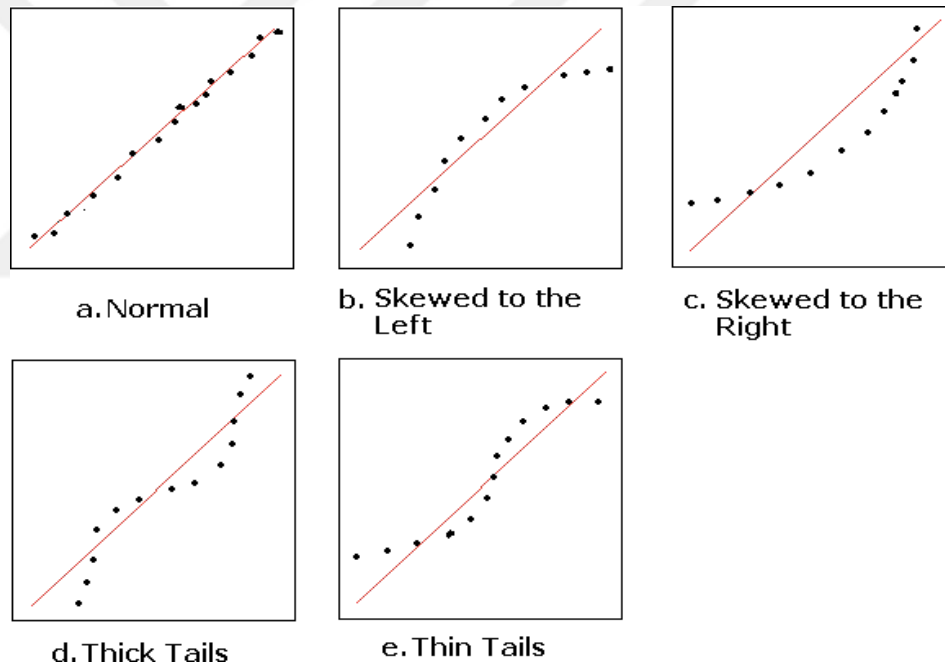 a. Normal
b. Skewed to the
Left
c. Skewed to the
Right
d. Thick Tails
e. Thin Tails